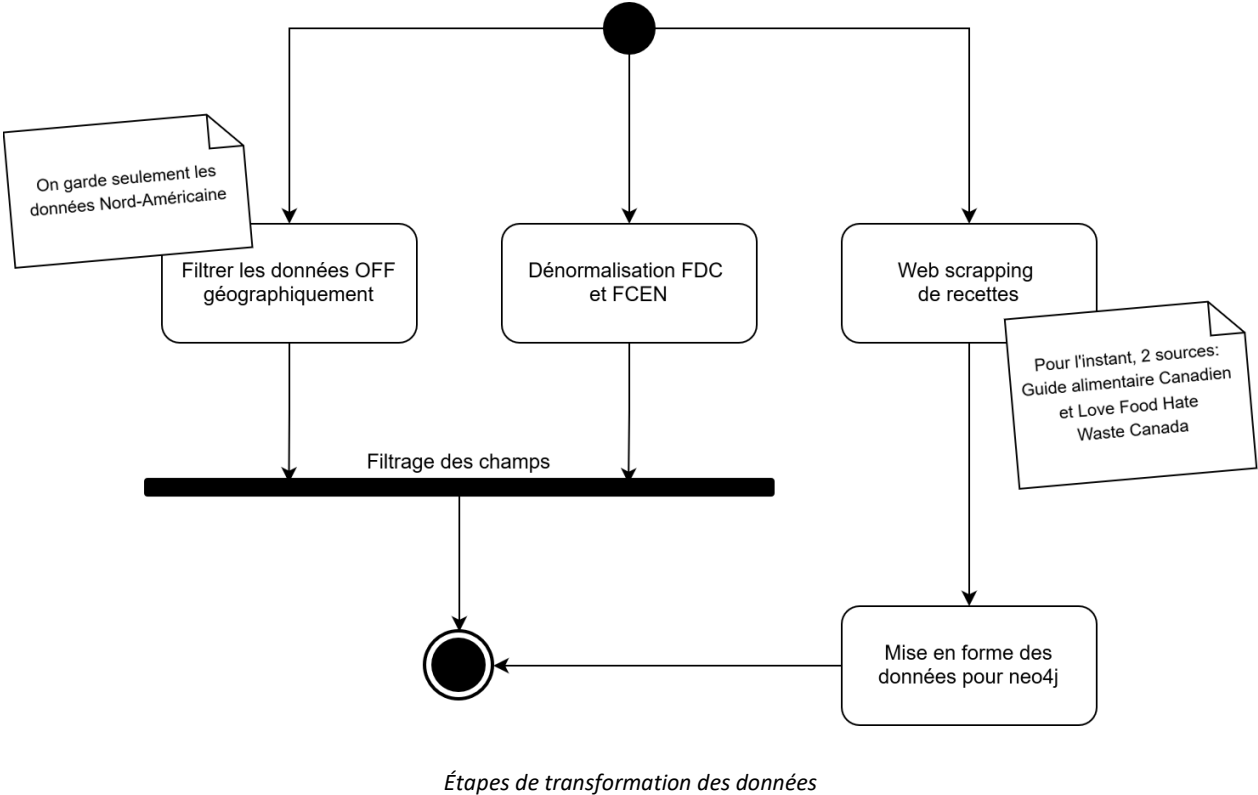 On garde seulement les
données Nord-Américaine
Filtrer les données OFF
géographiquement
Dénormalisation FDC
et FCEN
Web scrapping
de recettes
Pour l'instant, 2 sources:
Guide alimentaire Canadien
et Love Food Hate
Waste Canada
Filtrage des champs
Mise en forme des
données pour neo4j
Étapes de transformation des données